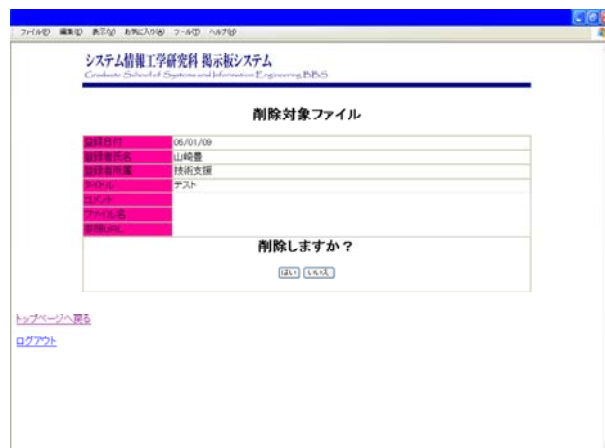 ファイル(F) 編集(E) 表示(V) お気に入り(A) ツール(T) ヘルプ(H)
システム情報工学研究科 掲示板システム
Graduate School of Systems and Information Engineering BBS
削除対象ファイル
登録日付 06/01/09
登録者氏名 山崎豊
登録者所属 技術支援
タイトル テスト
コメント
ファイル名
参照URL
削除しますか?
はい いいえ
トップページへ戻る
ログアウト